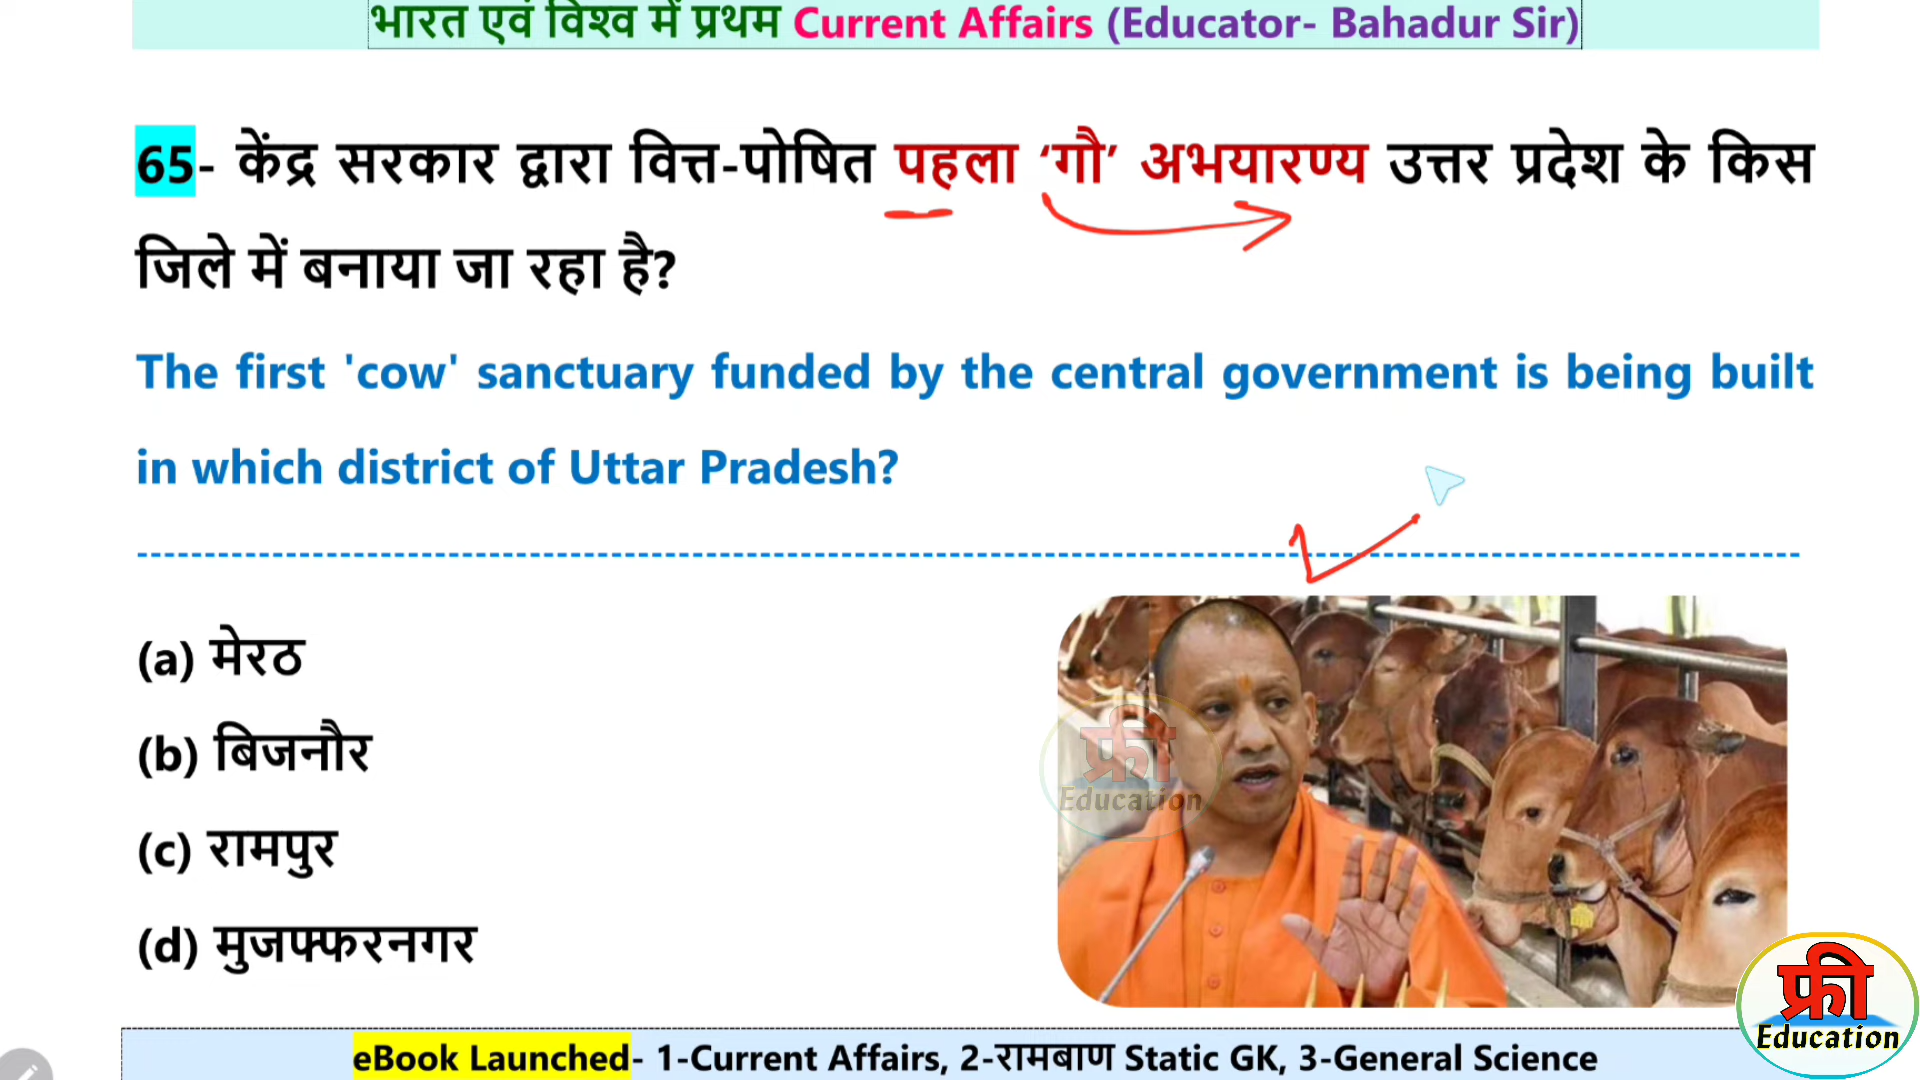 भारत एवं विश्व में प्रथम Current Affairs (Educator- Bahadur Sir)
65- केंद्र सरकार द्वारा वित्त-पोषित पहला ‘गौ’ अभयारण्य उत्तर प्रदेश के किस
जिले में बनाया जा रहा है?
The first 'cow' sanctuary funded by the central government is being built
in which district of Uttar Pradesh?
(a) मेरठ
(b) बिजनौर
(c) रामपुर
(d) मुजफ्फरनगर
फ्री
Education
फ्री
Education
eBook Launched- 1-Current Affairs, 2-रामबाण Static GK, 3-General Science